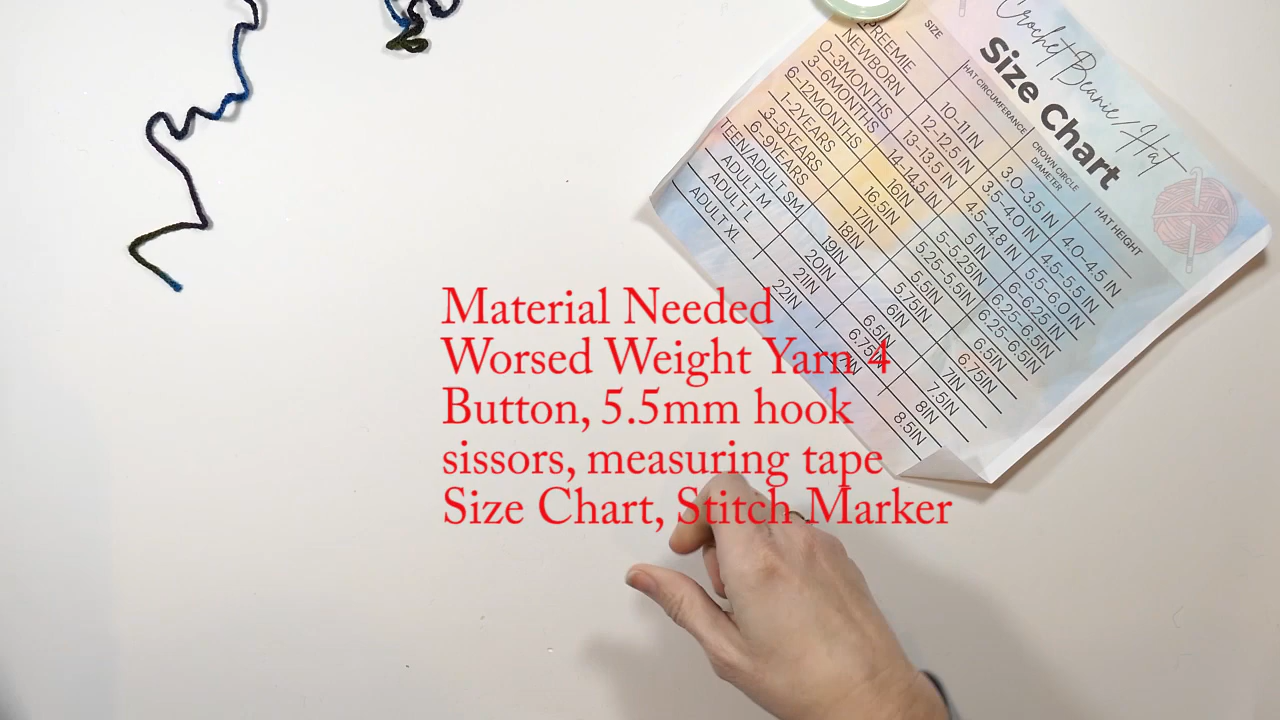 Crochet Beanie/Hat
Size Chart
SIZE HAT CIRCUMFERANCE CROWN CIRCLE DIAMETER HAT HEIGHT
PREEMIE 10-11IN 3.0-3.5 IN 4.0-4.5 IN
NEWBORN 12-12.5 IN 3.5-4.0 IN 4.5-5.5 IN
0-3MONTHS 13-13.5 IN 4.5-4.8 IN 5.5-6.0 IN
3-6MONTHS 14-14.5 IN 5 IN 6-6.25 IN
6-12MONTHS 16IN 5-5.25IN 6.25-6.5IN
1-2YEARS 16.5IN 5.25-5.5IN 6.25-6.5IN
3-5YEARS 17IN 5.5IN 6.5IN
6-9YEARS 18IN 5.75IN 6.75IN
TEEN/ADULT SM 19IN 6IN 7IN
ADULT M 20IN 6.5IN 7.5IN
ADULT L 21IN 6.75IN 8IN
ADULT XL 22IN 8.5IN
Material Needed
Worsed Weight Yarn 4
Button, 5.5mm hook
sissors, measuring tape
Size Chart, Stitch Marker